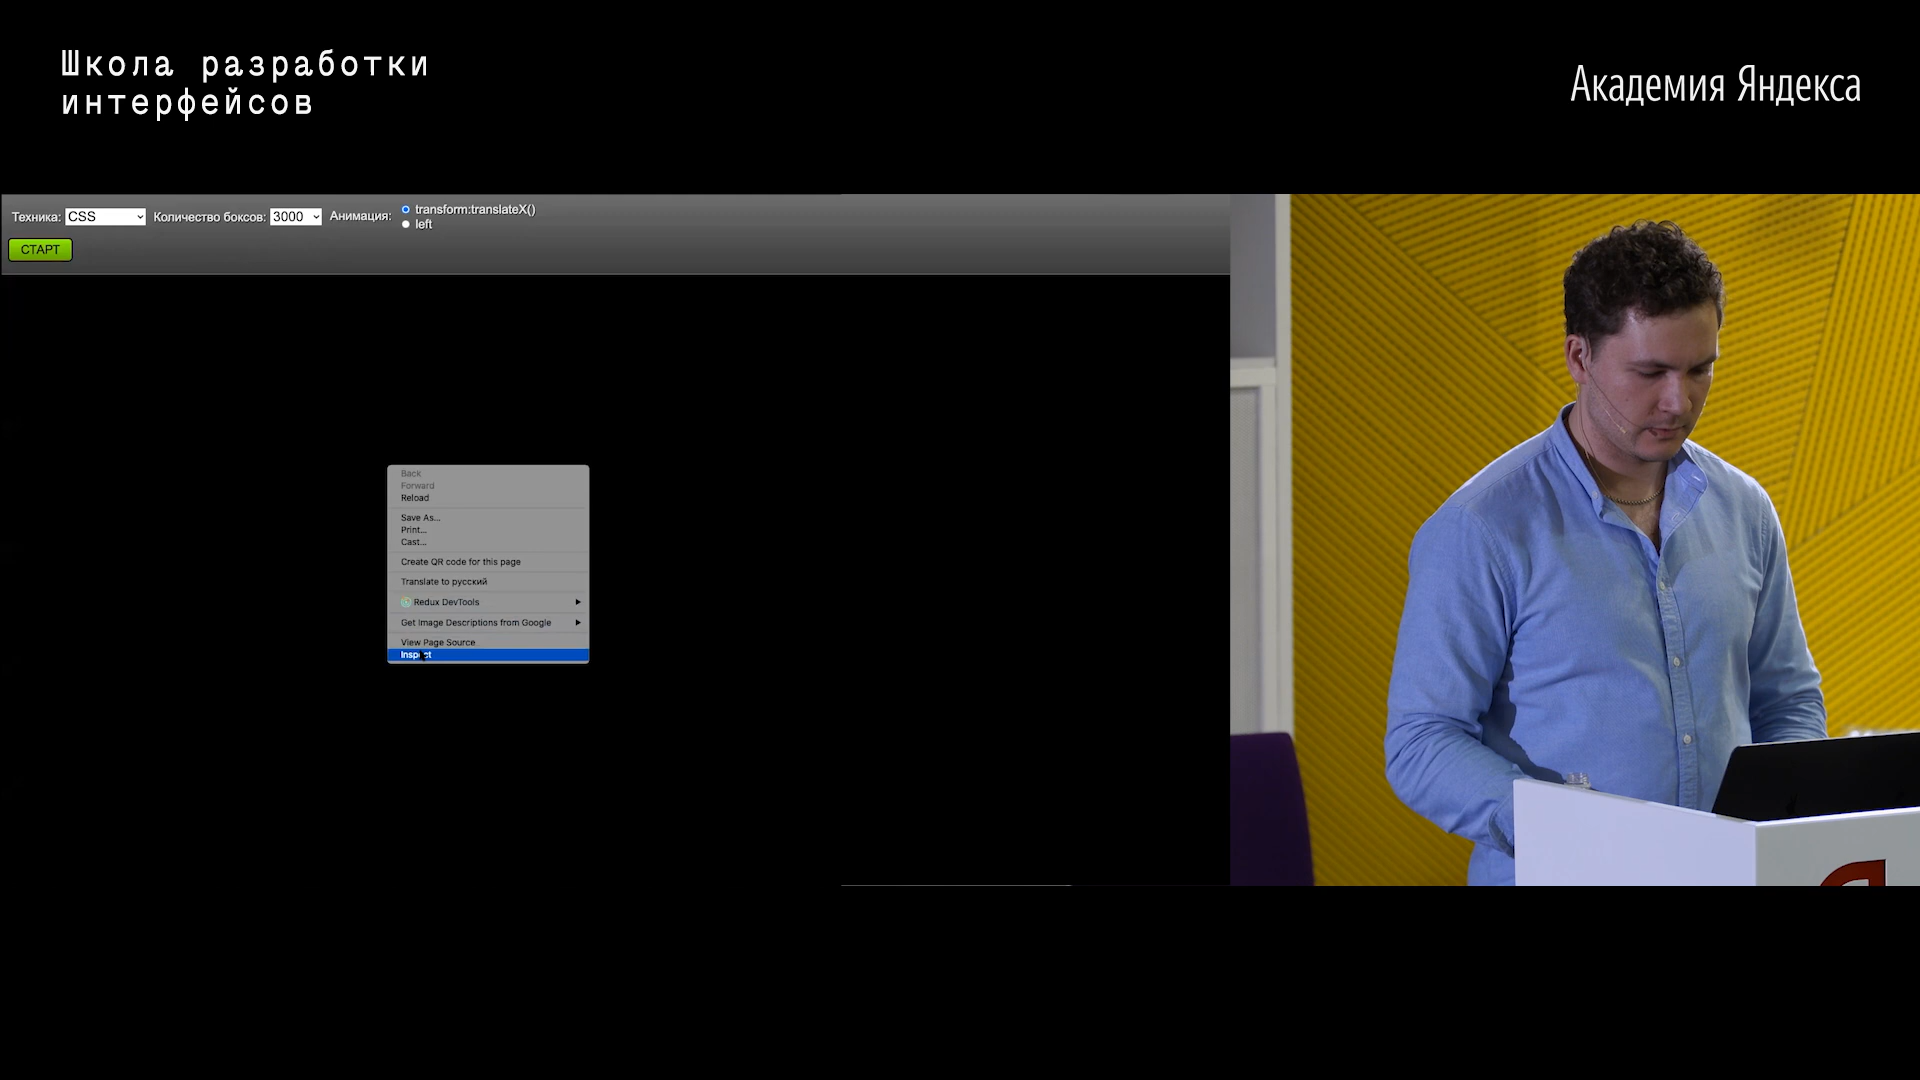 Школа разработки
интерфейсов
Академия Яндекса
Техника: CSS Количество боксов: 3000 Анимация: transform:translateX()
left
СТАРТ
Back
Forward
Reload
Save As...
Print...
Cast...
Create QR code for this page
Translate to русский
Redux DevTools
Get Image Descriptions from Google
View Page Source
Inspect